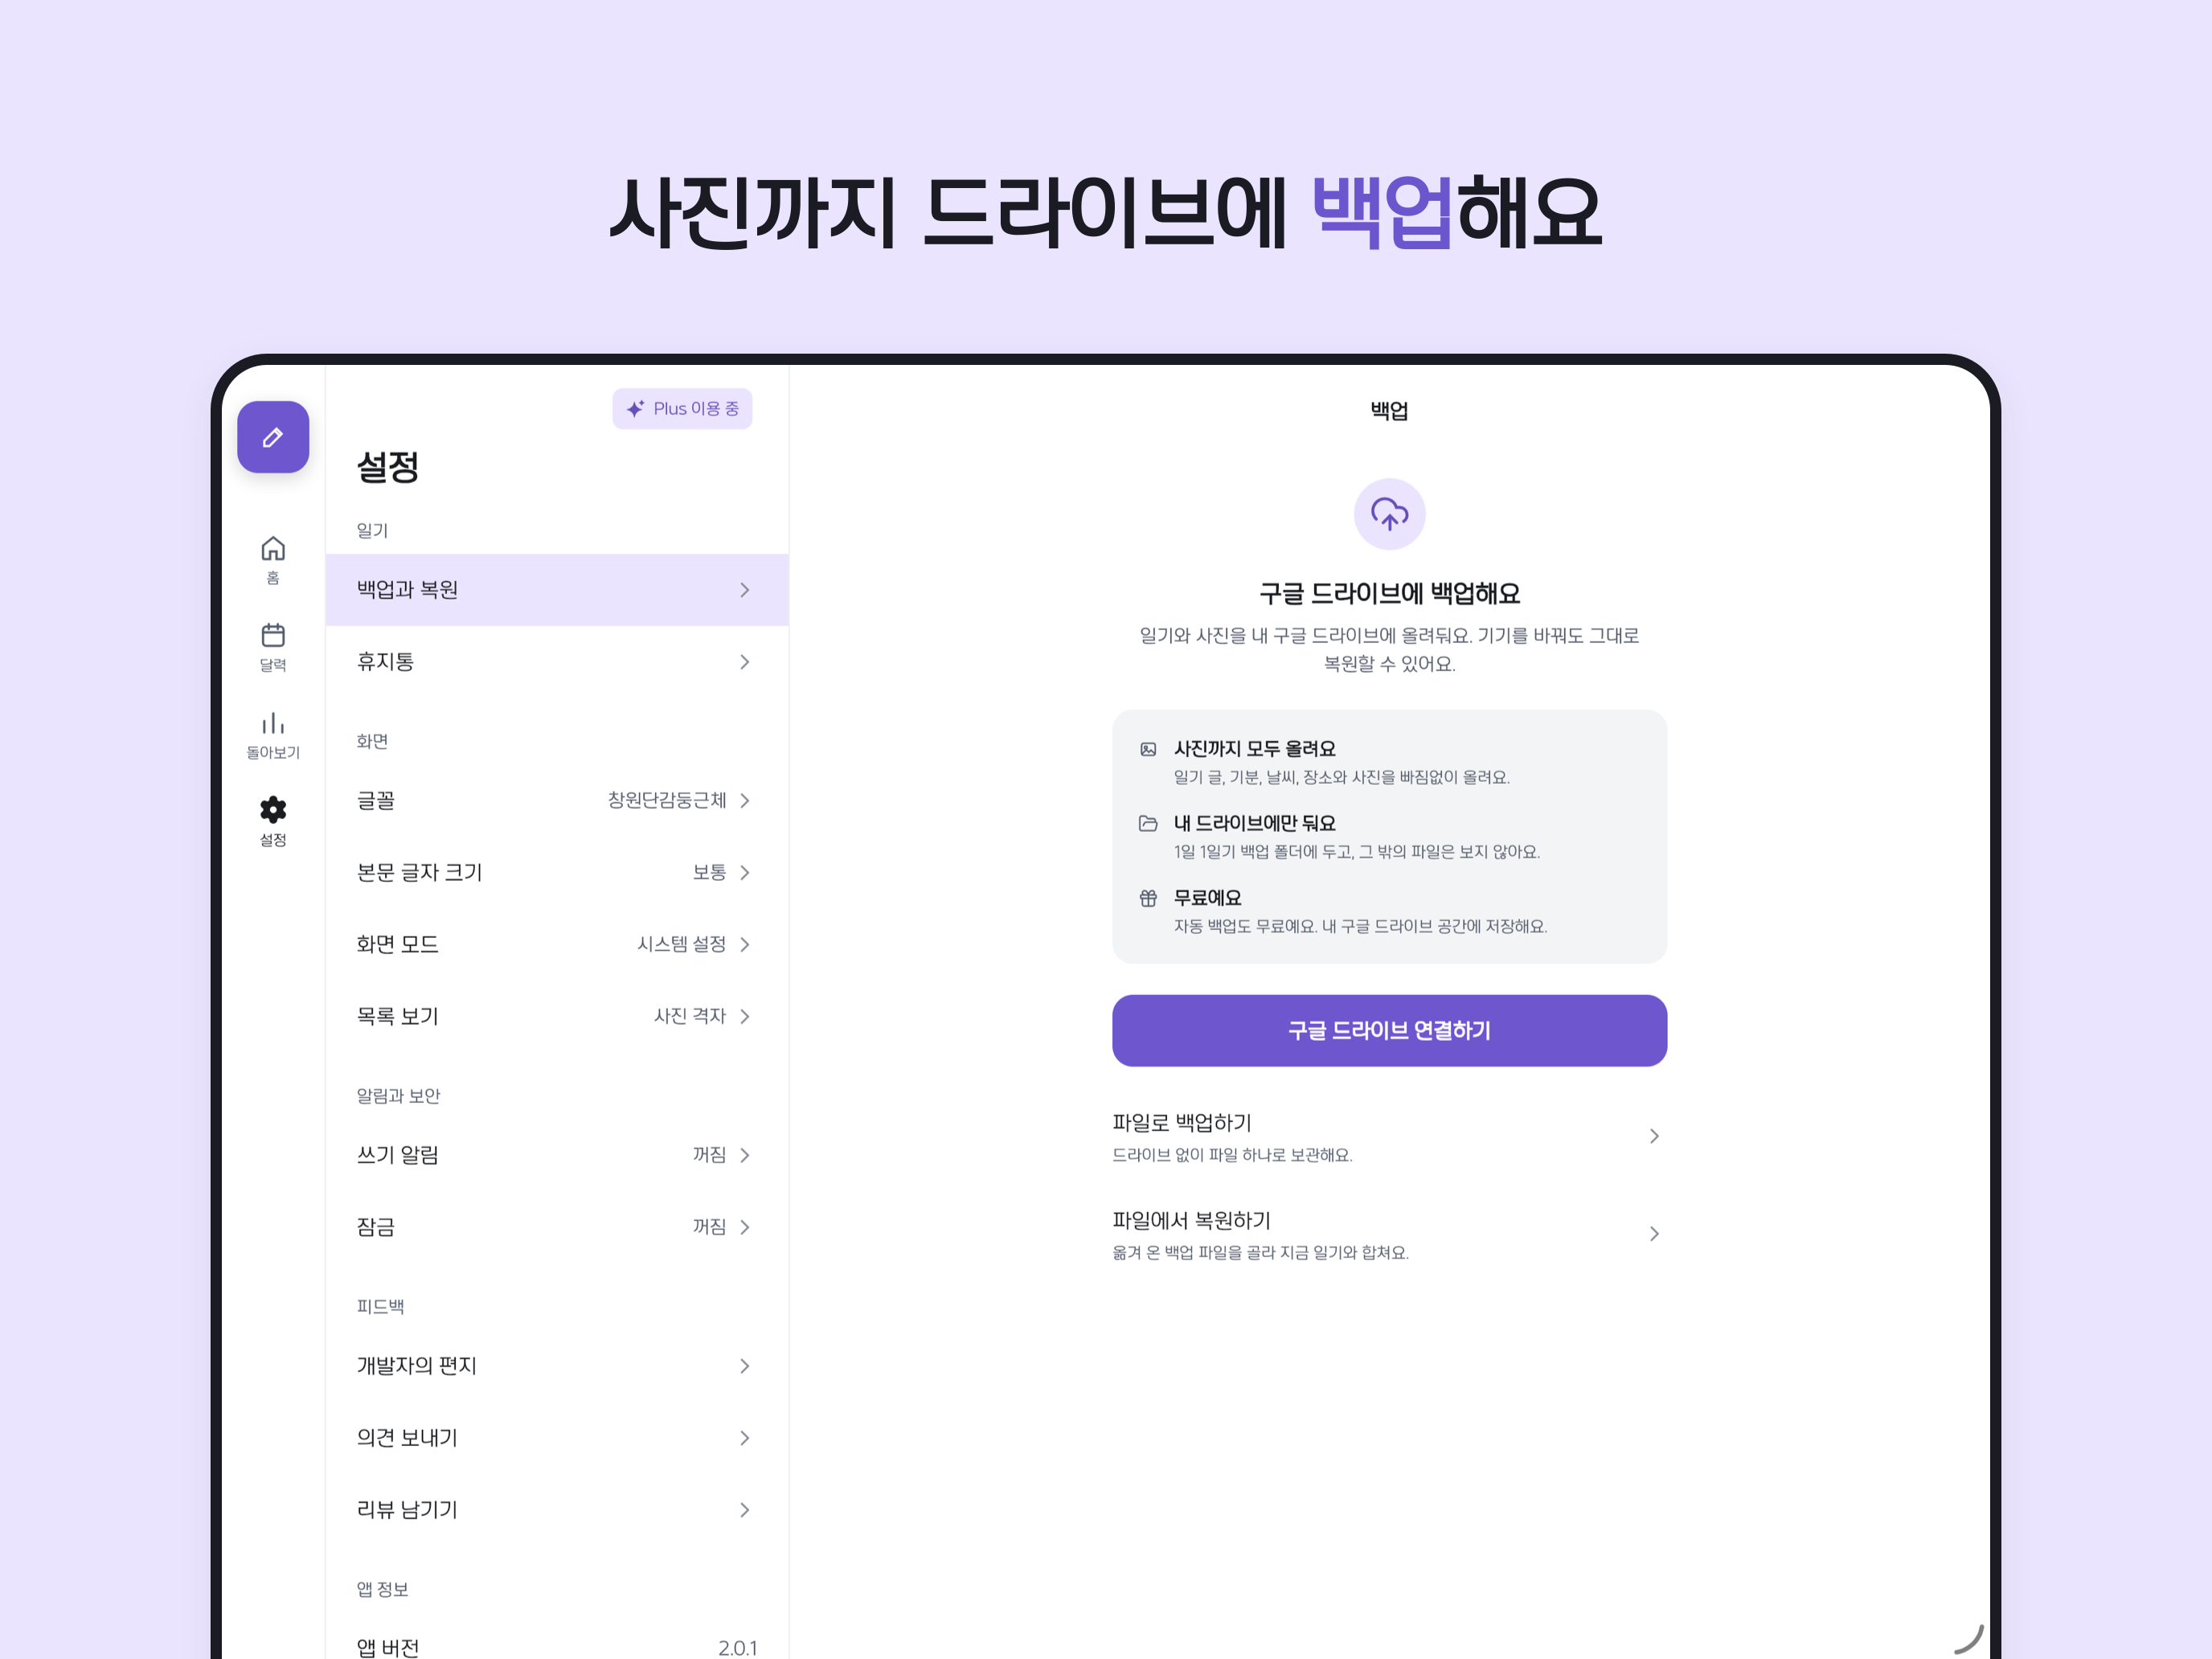 사진까지 드라이브에 백업해요
Plus 이용 중
설정
일기
백업과 복원
휴지통
화면
글꼴 창원단감둥근체
본문 글자 크기 보통
화면 모드 시스템 설정
목록 보기 사진 격자
알림과 보안
쓰기 알림 꺼짐
잠금 꺼짐
피드백
개발자의 편지
의견 보내기
리뷰 남기기
앱 정보
앱 버전 2.0.1
홈
달력
돌아보기
설정
백업
구글 드라이브에 백업해요
일기와 사진을 내 구글 드라이브에 올려둬요. 기기를 바꿔도 그대로
복원할 수 있어요.
사진까지 모두 올려요
일기 글, 기분, 날씨, 장소와 사진을 빠짐없이 올려요.
내 드라이브에만 둬요
1일 1일기 백업 폴더에 두고, 그 밖의 파일은 보지 않아요.
무료예요
자동 백업도 무료예요. 내 구글 드라이브 공간에 저장해요.
구글 드라이브 연결하기
파일로 백업하기
드라이브 없이 파일 하나로 보관해요.
파일에서 복원하기
옮겨 온 백업 파일을 골라 지금 일기와 합쳐요.